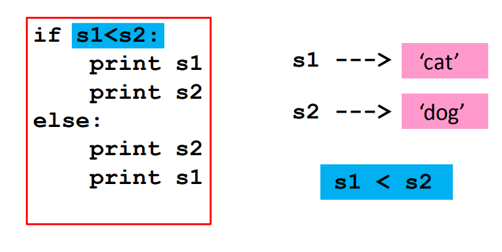 if s1<s2:
    print s1
    print s2
else:
    print s2
    print s1
s1 ---> ‘cat’
s2 ---> ‘dog’
s1 < s2